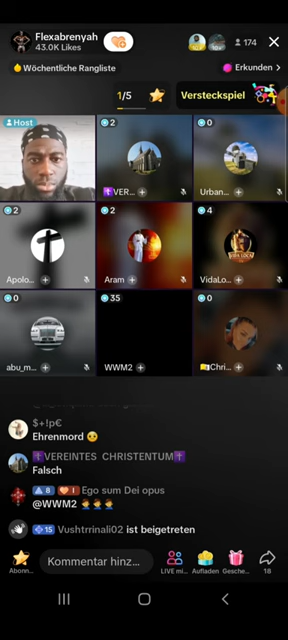 Flexabrenyah
43.0K Likes
174
Wöchentliche Rangliste
Erkunden >
1/5
Versteckspiel
Host
2
0
VER...
Urban...
2
2
4
Apolo...
Aram
VidaLo...
0
35
0
abu_m...
WWM2
Chri...
$+!p€
Ehrenmord
VEREINTES CHRISTENTUM
Falsch
8 I Ego sum Dei opus
@WWM2
15 Vushtrrinali02 ist beigetreten
Abonn...
Kommentar hinz...
LIVE mi...
Aufladen
Gesche...
18